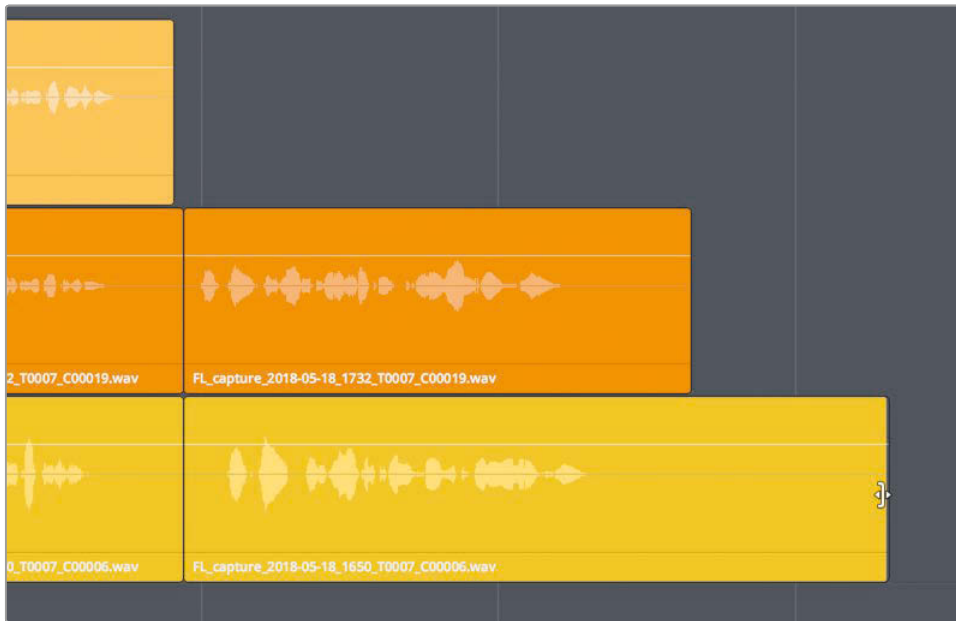 2_T0007_C00019.wav
FL_capture_2018-05-18_1732_T0007_C00019.wav
0_T0007_C00006.wav
FL_capture_2018-05-18_1650_T0007_C00006.wav